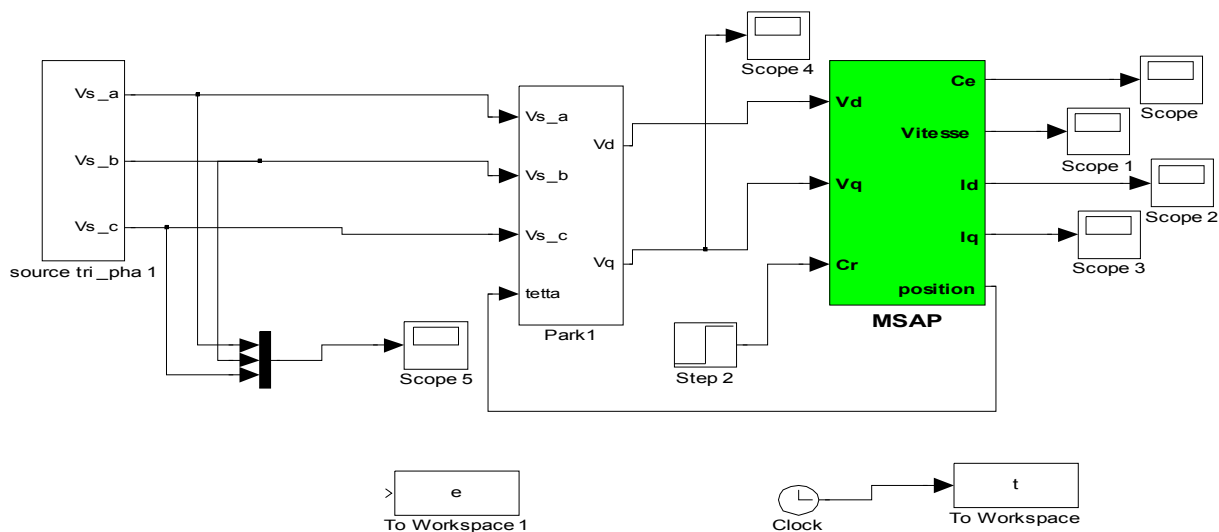 Vs_a
Vs_b
Vs_c
source tri_pha 1
Vs_a
Vs_b
Vs_c
tetta
Vd
Vq
Park1
Scope 4
Vd
Vq
Cr
Ce
Vitesse
Id
Iq
position
MSAP
Scope
Scope 1
Scope 2
Scope 3
Step 2
Scope 5
e
To Workspace 1
Clock
t
To Workspace